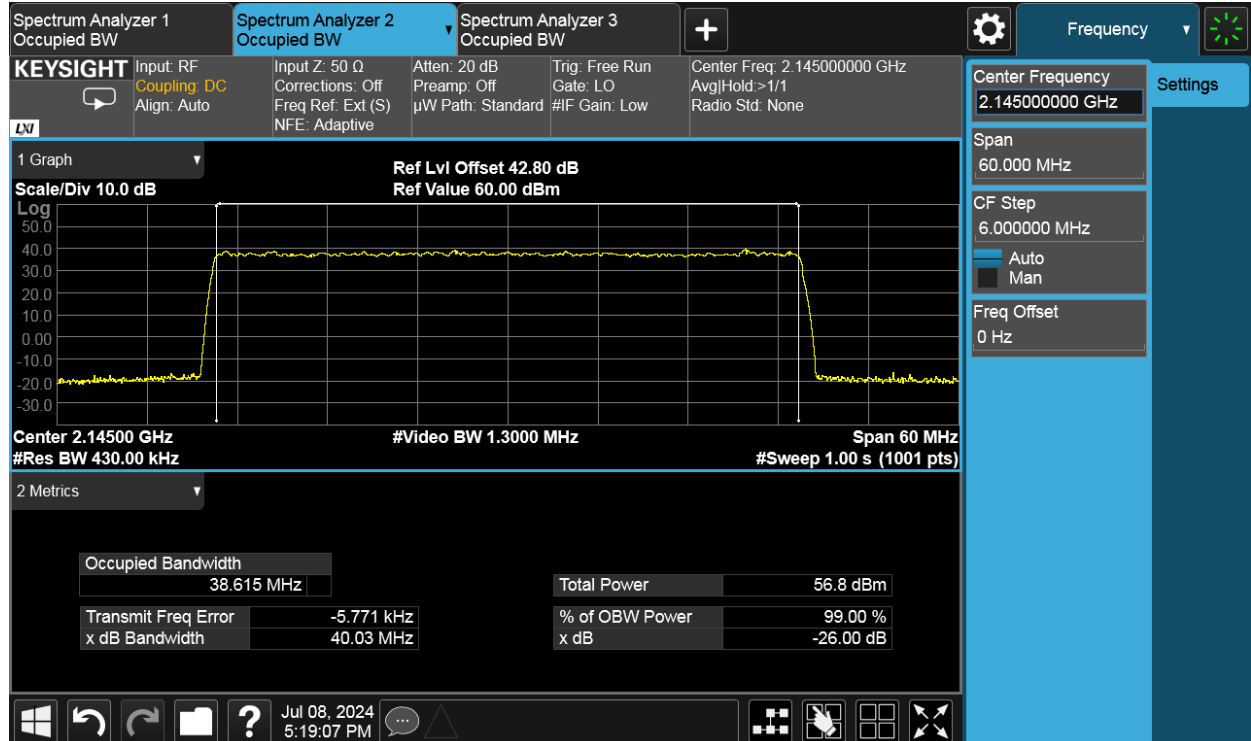 Spectrum Analyzer 1
Occupied BW
Spectrum Analyzer 2
Occupied BW
Spectrum Analyzer 3
Occupied BW
Frequency
KEYSIGHT
LXI
Input: RF
Coupling: DC
Align: Auto
Input Z: 50 Ω
Corrections: Off
Freq Ref: Ext (S)
NFE: Adaptive
Atten: 20 dB
Preamp: Off
µW Path: Standard
Trig: Free Run
Gate: LO
#IF Gain: Low
Center Freq: 2.145000000 GHz
Avg|Hold:>1/1
Radio Std: None
Center Frequency
2.145000000 GHz
Settings
Span
60.000 MHz
CF Step
6.000000 MHz
Auto
Man
Freq Offset
0 Hz
1 Graph
Scale/Div 10.0 dB
Ref Lvl Offset 42.80 dB
Ref Value 60.00 dBm
Log
50.0
40.0
30.0
20.0
10.0
0.00
-10.0
-20.0
-30.0
Center 2.14500 GHz
#Video BW 1.3000 MHz
Span 60 MHz
#Res BW 430.00 kHz
#Sweep 1.00 s (1001 pts)
2 Metrics
Occupied Bandwidth
38.615 MHz
Total Power 56.8 dBm
Transmit Freq Error -5.771 kHz
% of OBW Power 99.00 %
x dB Bandwidth 40.03 MHz
x dB -26.00 dB
?
Jul 08, 2024
5:19:07 PM